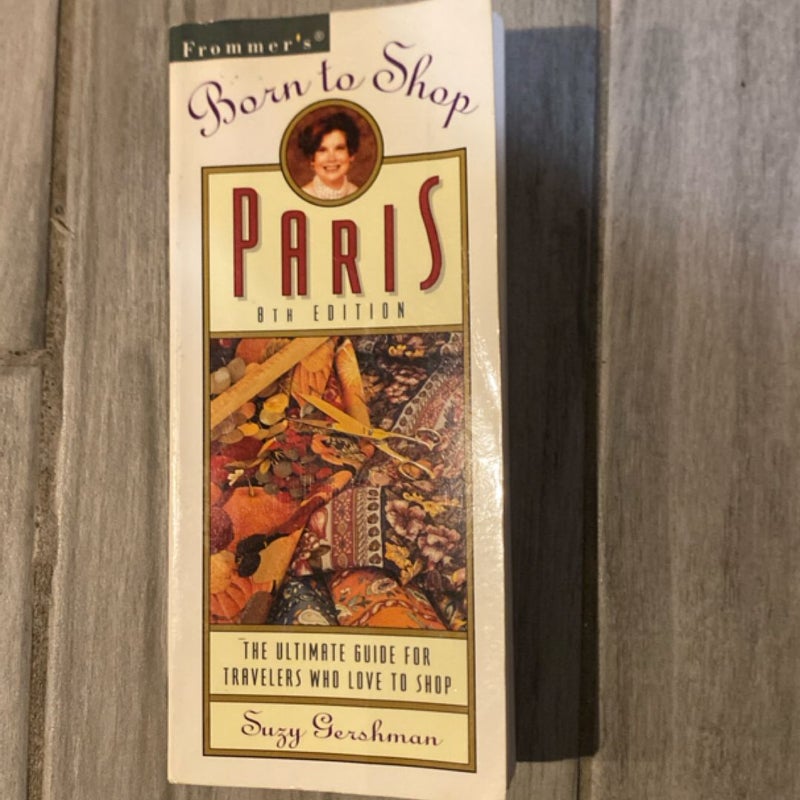 Frommer's®
Born to Shop
PARIS
8TH EDITION
THE ULTIMATE GUIDE FOR
TRAVELERS WHO LOVE TO SHOP
Suzy Gershman